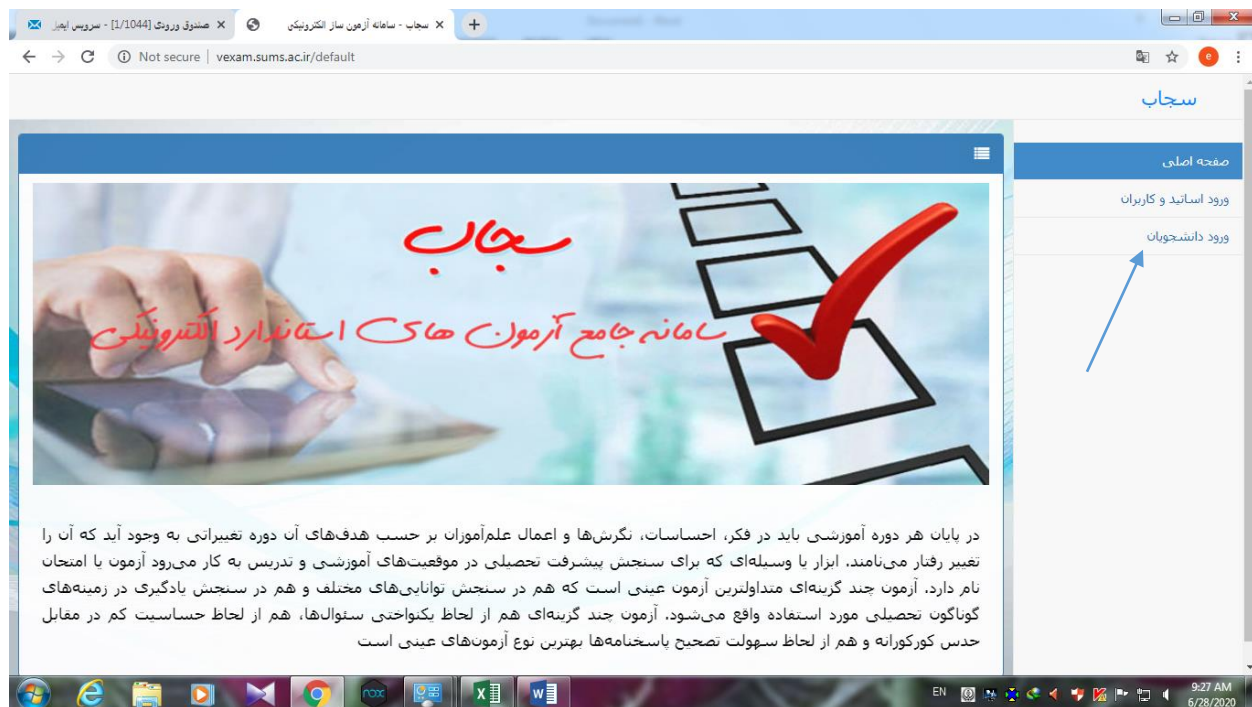 سجاب - سامانه آزمون ساز الکترونیکی
صندوق ورودی [1/1044] - سرویس ایمیل
Not secure | vexam.sums.ac.ir/default
e
سجاب
صفحه اصلی
ورود اساتید و کاربران
ورود دانشجویان
سجاب
سامانه جامع آزمون های استاندارد الکترونیکی
در پایان هر دوره آموزشی باید در فکر، احساسات، نگرش‌ها و اعمال علم‌آموزان بر حسب هدف‌های آن دوره تغییراتی به وجود آید که آن را
تغییر رفتار می‌نامند. ابزار یا وسیله‌ای که برای سنجش پیشرفت تحصیلی در موقعیت‌های آموزشی و تدریس به کار می‌رود آزمون یا امتحان
نام دارد. آزمون چند گزینه‌ای متداولترین آزمون عینی است که هم در سنجش توانایی‌های مختلف و هم در سنجش یادگیری در زمینه‌های
گوناگون تحصیلی مورد استفاده واقع می‌شود. آزمون چند گزینه‌ای هم از لحاظ یکنواختی سئوال‌ها، هم از لحاظ حساسیت کم در مقابل
حدس کورکورانه و هم از لحاظ سهولت تصحیح پاسخنامه‌ها بهترین نوع آزمون‌های عینی است
nox
EN
9:27 AM
6/28/2020